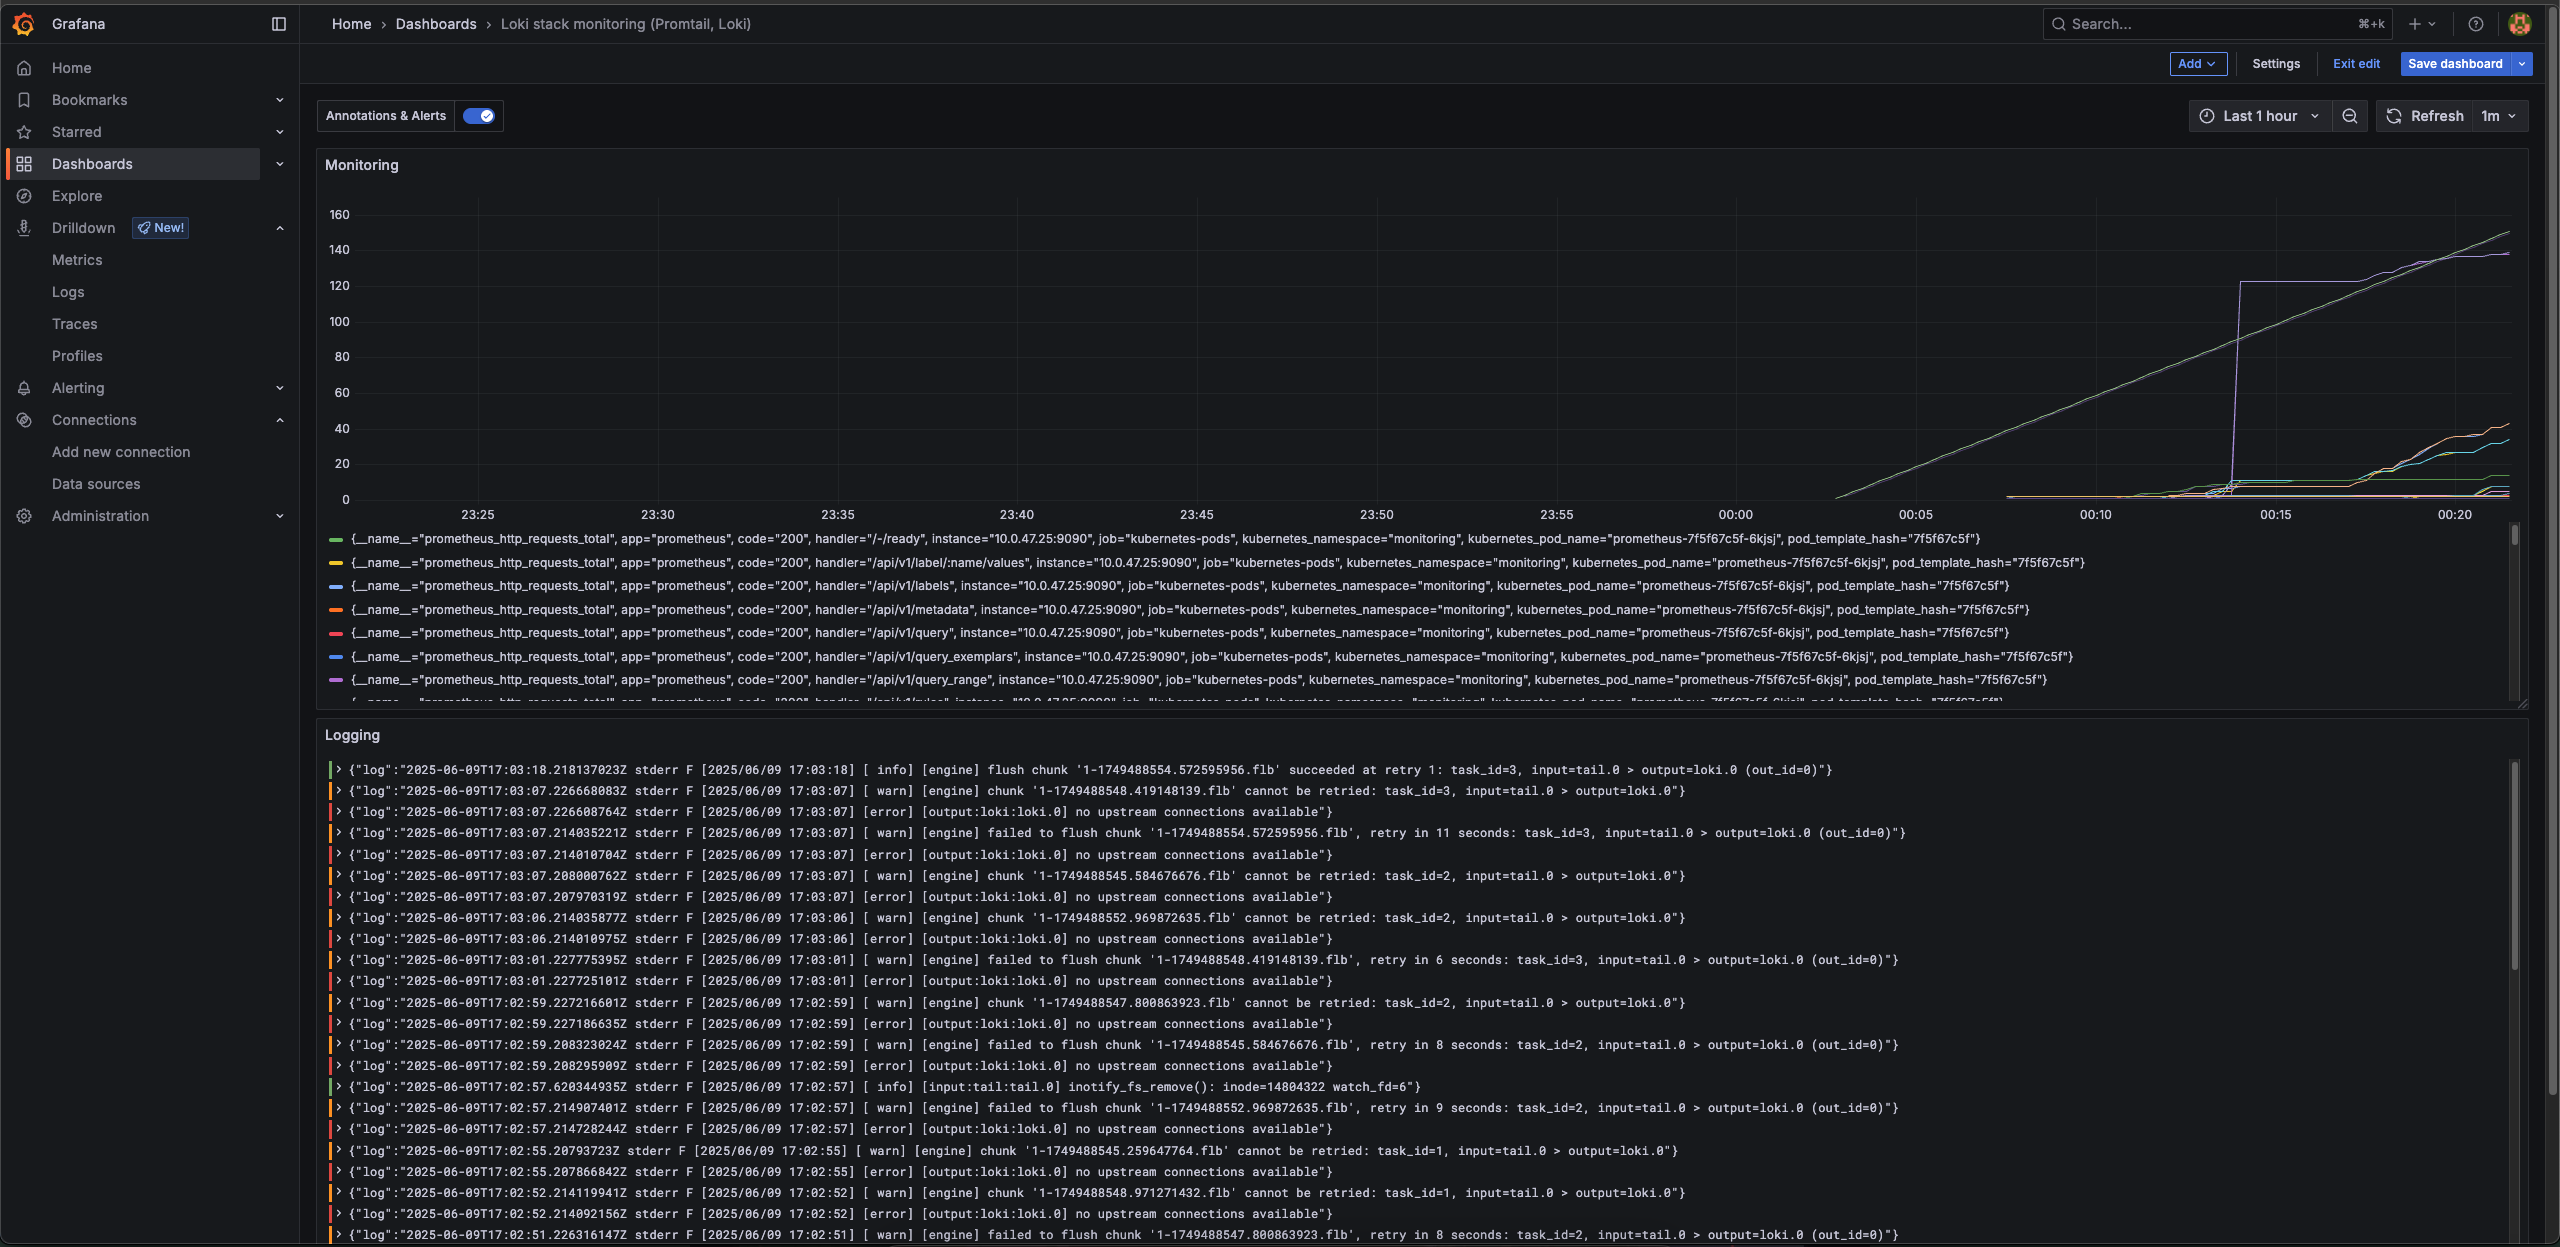 Grafana
Home › Dashboards › Loki stack monitoring (Promtail, Loki)
Search... ⌘+k
Add Settings Exit edit Save dashboard
Home
Bookmarks
Starred
Dashboards
Explore
Drilldown New!
Metrics
Logs
Traces
Profiles
Alerting
Connections
Add new connection
Data sources
Administration
Annotations & Alerts
Last 1 hour Refresh 1m
Monitoring
160
140
120
100
80
60
40
20
0
23:25 23:30 23:35 23:40 23:45 23:50 23:55 00:00 00:05 00:10 00:15 00:20
{__name__="prometheus_http_requests_total", app="prometheus", code="200", handler="/-/ready", instance="10.0.47.25:9090", job="kubernetes-pods", kubernetes_namespace="monitoring", kubernetes_pod_name="prometheus-7f5f67c5f-6kjsj", pod_template_hash="7f5f67c5f"}
{__name__="prometheus_http_requests_total", app="prometheus", code="200", handler="/api/v1/label/:name/values", instance="10.0.47.25:9090", job="kubernetes-pods", kubernetes_namespace="monitoring", kubernetes_pod_name="prometheus-7f5f67c5f-6kjsj", pod_template_hash="7f5f67c5f"}
{__name__="prometheus_http_requests_total", app="prometheus", code="200", handler="/api/v1/labels", instance="10.0.47.25:9090", job="kubernetes-pods", kubernetes_namespace="monitoring", kubernetes_pod_name="prometheus-7f5f67c5f-6kjsj", pod_template_hash="7f5f67c5f"}
{__name__="prometheus_http_requests_total", app="prometheus", code="200", handler="/api/v1/metadata", instance="10.0.47.25:9090", job="kubernetes-pods", kubernetes_namespace="monitoring", kubernetes_pod_name="prometheus-7f5f67c5f-6kjsj", pod_template_hash="7f5f67c5f"}
{__name__="prometheus_http_requests_total", app="prometheus", code="200", handler="/api/v1/query", instance="10.0.47.25:9090", job="kubernetes-pods", kubernetes_namespace="monitoring", kubernetes_pod_name="prometheus-7f5f67c5f-6kjsj", pod_template_hash="7f5f67c5f"}
{__name__="prometheus_http_requests_total", app="prometheus", code="200", handler="/api/v1/query_exemplars", instance="10.0.47.25:9090", job="kubernetes-pods", kubernetes_namespace="monitoring", kubernetes_pod_name="prometheus-7f5f67c5f-6kjsj", pod_template_hash="7f5f67c5f"}
{__name__="prometheus_http_requests_total", app="prometheus", code="200", handler="/api/v1/query_range", instance="10.0.47.25:9090", job="kubernetes-pods", kubernetes_namespace="monitoring", kubernetes_pod_name="prometheus-7f5f67c5f-6kjsj", pod_template_hash="7f5f67c5f"}
Logging
{"log":"2025-06-09T17:03:18.218137023Z stderr F [2025/06/09 17:03:18] [ info] [engine] flush chunk '1-1749488554.572595956.flb' succeeded at retry 1: task_id=3, input=tail.0 > output=loki.0 (out_id=0)"}
{"log":"2025-06-09T17:03:07.226668083Z stderr F [2025/06/09 17:03:07] [ warn] [engine] chunk '1-1749488548.419148139.flb' cannot be retried: task_id=3, input=tail.0 > output=loki.0"}
{"log":"2025-06-09T17:03:07.226608764Z stderr F [2025/06/09 17:03:07] [error] [output:loki:loki.0] no upstream connections available"}
{"log":"2025-06-09T17:03:07.214035221Z stderr F [2025/06/09 17:03:07] [ warn] [engine] failed to flush chunk '1-1749488554.572595956.flb', retry in 11 seconds: task_id=3, input=tail.0 > output=loki.0 (out_id=0)"}
{"log":"2025-06-09T17:03:07.214010704Z stderr F [2025/06/09 17:03:07] [error] [output:loki:loki.0] no upstream connections available"}
{"log":"2025-06-09T17:03:07.208000762Z stderr F [2025/06/09 17:03:07] [ warn] [engine] chunk '1-1749488545.584676676.flb' cannot be retried: task_id=2, input=tail.0 > output=loki.0"}
{"log":"2025-06-09T17:03:07.207970319Z stderr F [2025/06/09 17:03:07] [error] [output:loki:loki.0] no upstream connections available"}
{"log":"2025-06-09T17:03:06.214035877Z stderr F [2025/06/09 17:03:06] [ warn] [engine] chunk '1-1749488552.969872635.flb' cannot be retried: task_id=2, input=tail.0 > output=loki.0"}
{"log":"2025-06-09T17:03:06.214010975Z stderr F [2025/06/09 17:03:06] [error] [output:loki:loki.0] no upstream connections available"}
{"log":"2025-06-09T17:03:01.227775395Z stderr F [2025/06/09 17:03:01] [ warn] [engine] failed to flush chunk '1-1749488548.419148139.flb', retry in 6 seconds: task_id=3, input=tail.0 > output=loki.0 (out_id=0)"}
{"log":"2025-06-09T17:03:01.227725101Z stderr F [2025/06/09 17:03:01] [error] [output:loki:loki.0] no upstream connections available"}
{"log":"2025-06-09T17:02:59.227216601Z stderr F [2025/06/09 17:02:59] [ warn] [engine] chunk '1-1749488547.800863923.flb' cannot be retried: task_id=2, input=tail.0 > output=loki.0"}
{"log":"2025-06-09T17:02:59.227186635Z stderr F [2025/06/09 17:02:59] [error] [output:loki:loki.0] no upstream connections available"}
{"log":"2025-06-09T17:02:59.208323024Z stderr F [2025/06/09 17:02:59] [ warn] [engine] failed to flush chunk '1-1749488545.584676676.flb', retry in 8 seconds: task_id=2, input=tail.0 > output=loki.0 (out_id=0)"}
{"log":"2025-06-09T17:02:59.208295909Z stderr F [2025/06/09 17:02:59] [error] [output:loki:loki.0] no upstream connections available"}
{"log":"2025-06-09T17:02:57.620344935Z stderr F [2025/06/09 17:02:57] [ info] [input:tail:tail.0] inotify_fs_remove(): inode=14804322 watch_fd=6"}
{"log":"2025-06-09T17:02:57.214907401Z stderr F [2025/06/09 17:02:57] [ warn] [engine] failed to flush chunk '1-1749488552.969872635.flb', retry in 9 seconds: task_id=2, input=tail.0 > output=loki.0 (out_id=0)"}
{"log":"2025-06-09T17:02:57.214728244Z stderr F [2025/06/09 17:02:57] [error] [output:loki:loki.0] no upstream connections available"}
{"log":"2025-06-09T17:02:55.20793723Z stderr F [2025/06/09 17:02:55] [ warn] [engine] chunk '1-1749488545.259647764.flb' cannot be retried: task_id=1, input=tail.0 > output=loki.0"}
{"log":"2025-06-09T17:02:55.207866842Z stderr F [2025/06/09 17:02:55] [error] [output:loki:loki.0] no upstream connections available"}
{"log":"2025-06-09T17:02:52.214119941Z stderr F [2025/06/09 17:02:52] [ warn] [engine] chunk '1-1749488548.971271432.flb' cannot be retried: task_id=1, input=tail.0 > output=loki.0"}
{"log":"2025-06-09T17:02:52.214092156Z stderr F [2025/06/09 17:02:52] [error] [output:loki:loki.0] no upstream connections available"}
{"log":"2025-06-09T17:02:51.226316147Z stderr F [2025/06/09 17:02:51] [ warn] [engine] failed to flush chunk '1-1749488547.800863923.flb', retry in 8 seconds: task_id=2, input=tail.0 > output=loki.0 (out_id=0)"}